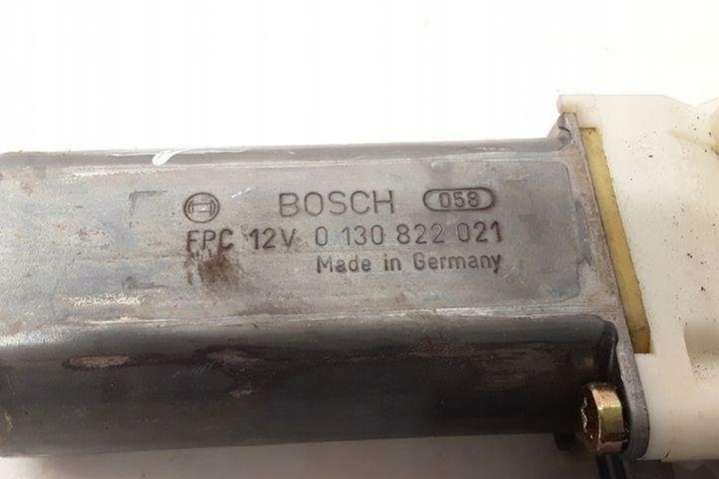 BOSCH 058
FPC 12V 0 130 822 021
Made in Germany